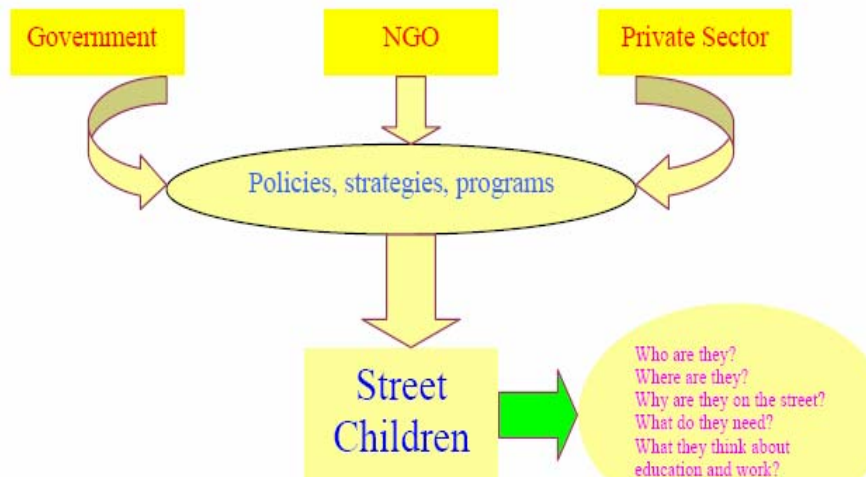 Government
NGO
Private Sector
Policies, strategies, programs
Street
Children
Who are they?
Where are they?
Why are they on the street?
What do they need?
What they think about
education and work?